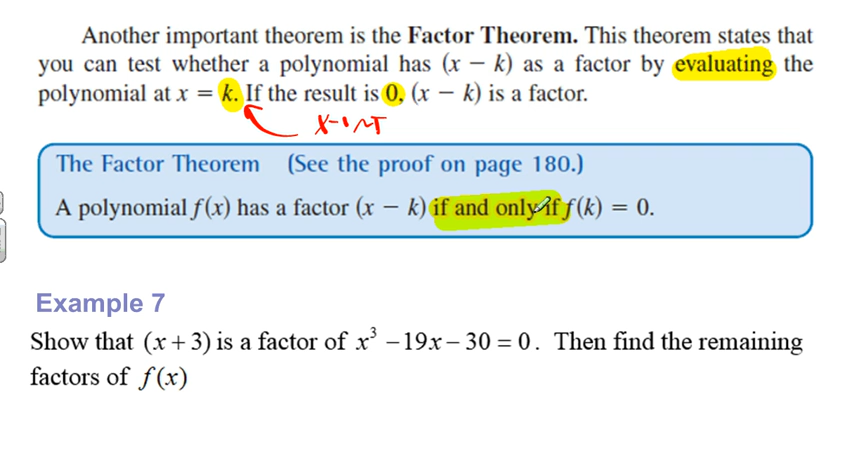 Another important theorem is the Factor Theorem. This theorem states that
you can test whether a polynomial has (x − k) as a factor by evaluating the
polynomial at x = k. If the result is 0, (x − k) is a factor.
x-int
The Factor Theorem (See the proof on page 180.)
A polynomial f(x) has a factor (x − k) if and only if f(k) = 0.
Example 7
Show that (x + 3) is a factor of x³ − 19x − 30 = 0. Then find the remaining
factors of f(x)